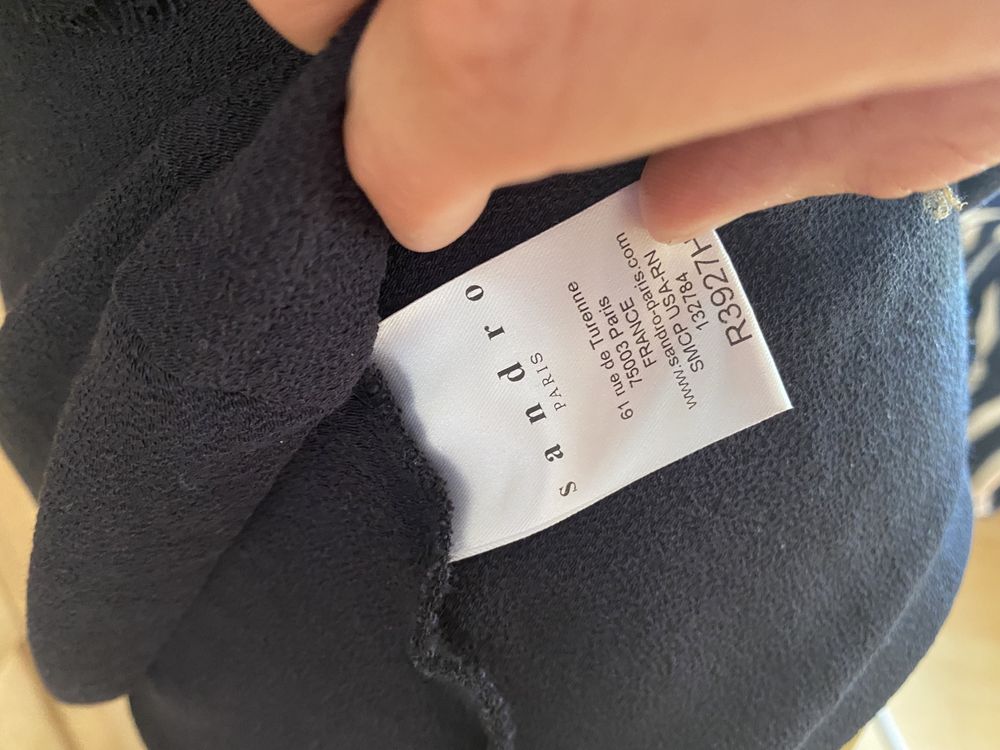 sandro
PARIS
61 rue de Turenne
75003 Paris
FRANCE
www.sandro-paris.com
SMCP USA-RN
132784
R3927H